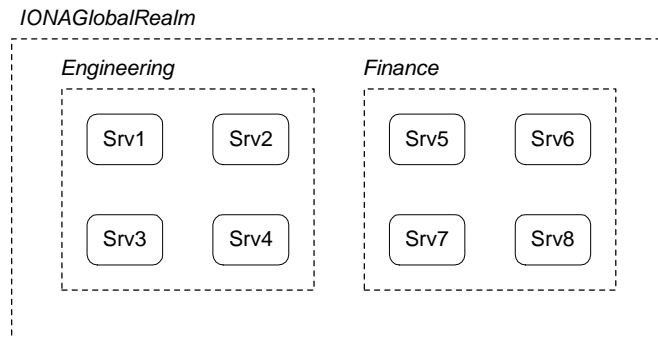 IONAGlobalRealm
Engineering Finance
Srv1 Srv2 Srv5 Srv6
Srv3 Srv4 Srv7 Srv8